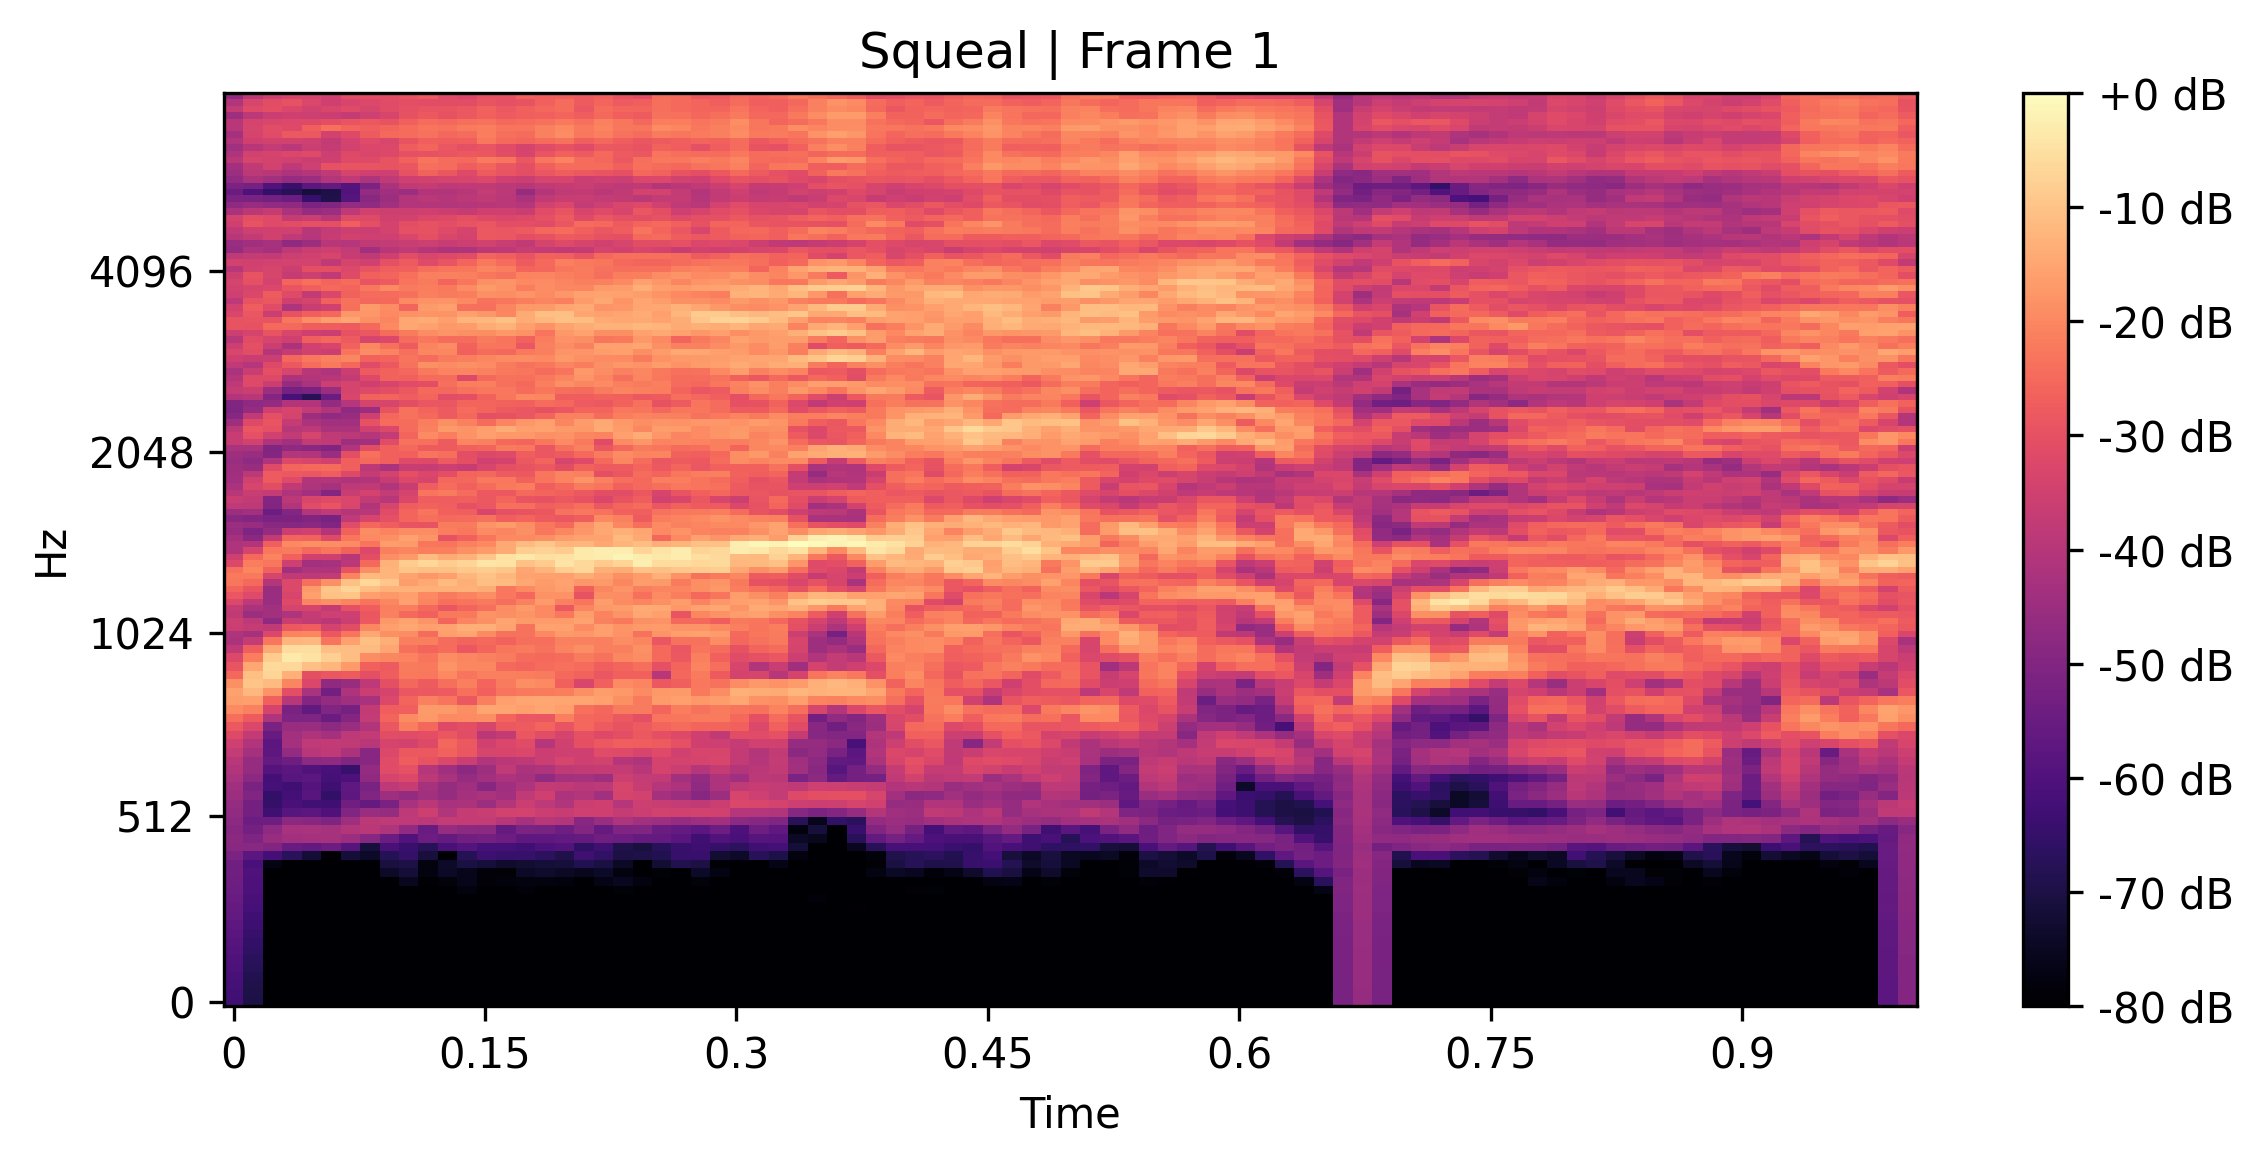 Squeal | Frame 1
Hz
4096
2048
1024
512
0
0 0.15 0.3 0.45 0.6 0.75 0.9
Time
+0 dB
-10 dB
-20 dB
-30 dB
-40 dB
-50 dB
-60 dB
-70 dB
-80 dB